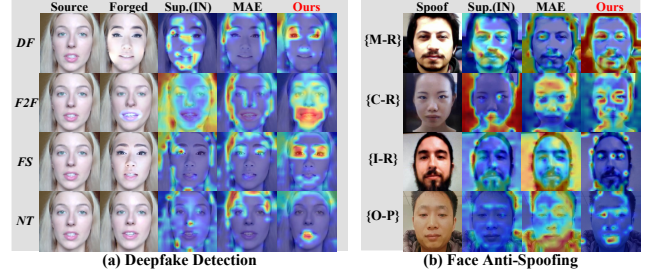 Source Forged Sup.(IN) MAE Ours
DF
F2F
FS
NT
(a) Deepfake Detection
Spoof Sup.(IN) MAE Ours
{M-R}
{C-R}
{I-R}
{O-P}
(b) Face Anti-Spoofing